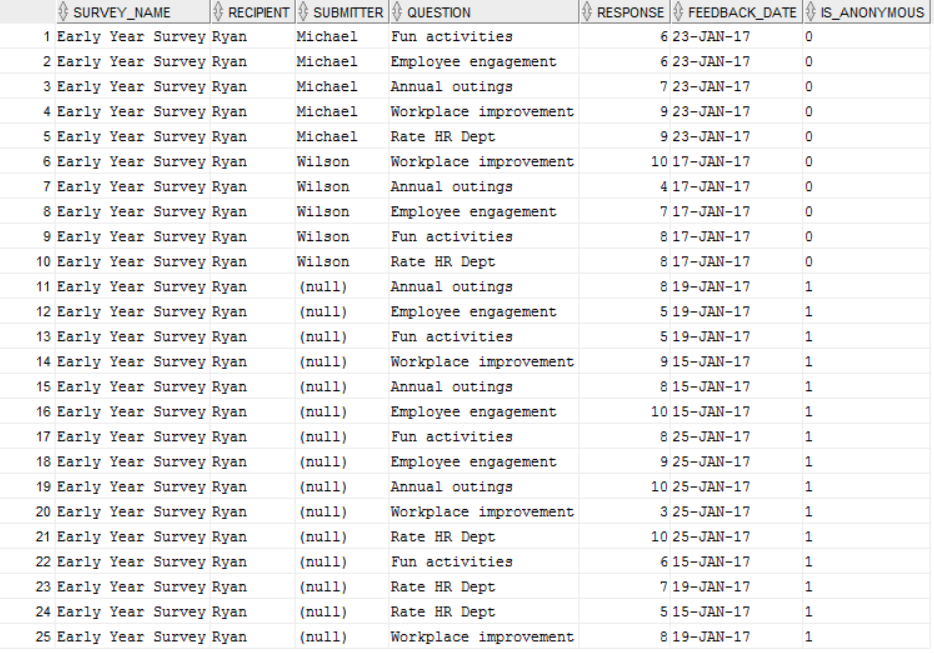 SURVEY_NAME RECIPIENT SUBMITTER QUESTION RESPONSE FEEDBACK_DATE IS_ANONYMOUS
1 Early Year Survey Ryan Michael Fun activities 6 23-JAN-17 0
2 Early Year Survey Ryan Michael Employee engagement 6 23-JAN-17 0
3 Early Year Survey Ryan Michael Annual outings 7 23-JAN-17 0
4 Early Year Survey Ryan Michael Workplace improvement 9 23-JAN-17 0
5 Early Year Survey Ryan Michael Rate HR Dept 9 23-JAN-17 0
6 Early Year Survey Ryan Wilson Workplace improvement 10 17-JAN-17 0
7 Early Year Survey Ryan Wilson Annual outings 4 17-JAN-17 0
8 Early Year Survey Ryan Wilson Employee engagement 7 17-JAN-17 0
9 Early Year Survey Ryan Wilson Fun activities 8 17-JAN-17 0
10 Early Year Survey Ryan Wilson Rate HR Dept 8 17-JAN-17 0
11 Early Year Survey Ryan (null) Annual outings 8 19-JAN-17 1
12 Early Year Survey Ryan (null) Employee engagement 5 19-JAN-17 1
13 Early Year Survey Ryan (null) Fun activities 5 19-JAN-17 1
14 Early Year Survey Ryan (null) Workplace improvement 9 15-JAN-17 1
15 Early Year Survey Ryan (null) Annual outings 8 15-JAN-17 1
16 Early Year Survey Ryan (null) Employee engagement 10 15-JAN-17 1
17 Early Year Survey Ryan (null) Fun activities 8 25-JAN-17 1
18 Early Year Survey Ryan (null) Employee engagement 9 25-JAN-17 1
19 Early Year Survey Ryan (null) Annual outings 10 25-JAN-17 1
20 Early Year Survey Ryan (null) Workplace improvement 3 25-JAN-17 1
21 Early Year Survey Ryan (null) Rate HR Dept 10 25-JAN-17 1
22 Early Year Survey Ryan (null) Fun activities 6 15-JAN-17 1
23 Early Year Survey Ryan (null) Rate HR Dept 7 19-JAN-17 1
24 Early Year Survey Ryan (null) Rate HR Dept 5 15-JAN-17 1
25 Early Year Survey Ryan (null) Workplace improvement 8 19-JAN-17 1